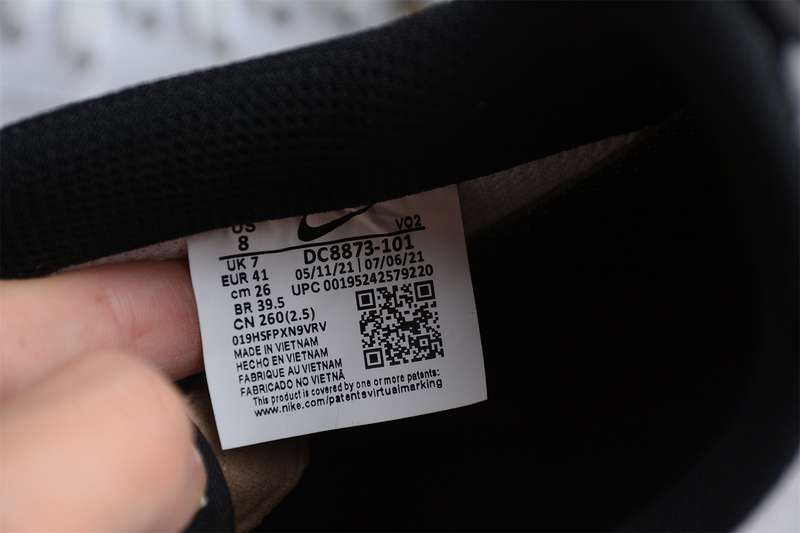 US
8
VO2
UK 7
DC8873-101
EUR 41
05/11/21 | 07/06/21
cm 26
UPC 00195242579220
BR 39.5
CN 260(2.5)
019HSFPXN9VRV
MADE IN VIETNAM
HECHO EN VIETNAM
FABRIQUE AU VIETNAM
FABRICADO NO VIETNÃ
This product is covered by one or more patents:
www.nike.com/patentsvirtualmarking